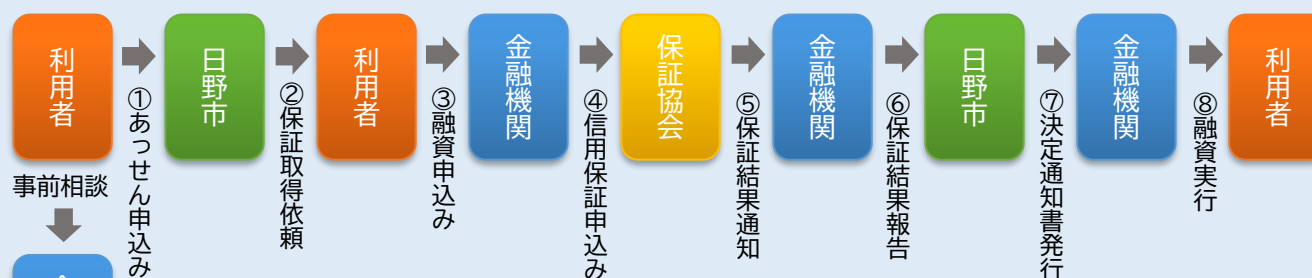 利用者
①あっせん申込み
日野市
②保証取得依頼
利用者
③融資申込み
金融機関
④信用保証申込み
保証協会
⑤保証結果通知
金融機関
⑥保証結果報告
日野市
⑦決定通知書発行
金融機関
⑧融資実行
利用者
事前相談